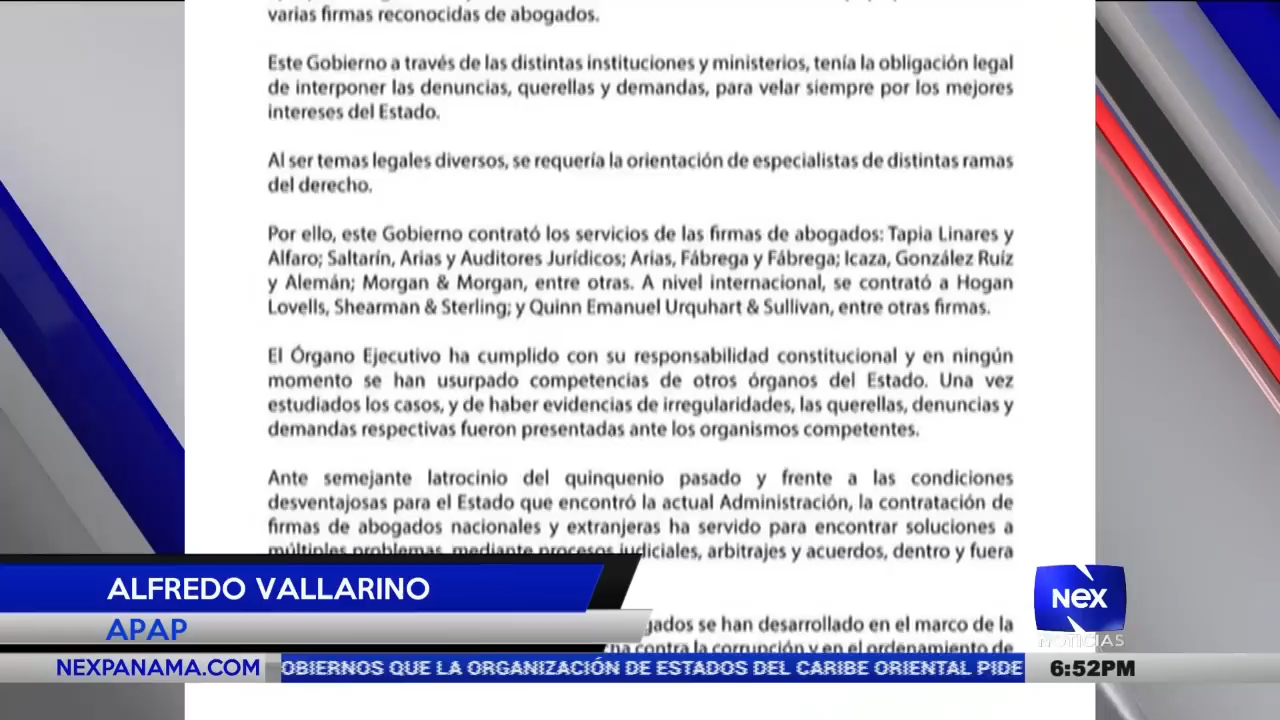 varias firmas reconocidas de abogados.
Este Gobierno a través de las distintas instituciones y ministerios, tenía la obligación legal
de interponer las denuncias, querellas y demandas, para velar siempre por los mejores
intereses del Estado.
Al ser temas legales diversos, se requería la orientación de especialistas de distintas ramas
del derecho.
Por ello, este Gobierno contrató los servicios de las firmas de abogados: Tapia Linares y
Alfaro; Saltarín, Arias y Auditores Jurídicos; Arias, Fábrega y Fábrega; Icaza, González Ruíz
y Alemán; Morgan & Morgan, entre otras. A nivel internacional, se contrató a Hogan
Lovells, Shearman & Sterling; y Quinn Emanuel Urquhart & Sullivan, entre otras firmas.
El Órgano Ejecutivo ha cumplido con su responsabilidad constitucional y en ningún
momento se han usurpado competencias de otros órganos del Estado. Una vez
estudiados los casos, y de haber evidencias de irregularidades, las querellas, denuncias y
demandas respectivas fueron presentadas ante los organismos competentes.
Ante semejante latrocinio del quinquenio pasado y frente a las condiciones
desventajosas para el Estado que encontró la actual Administración, la contratación de
firmas de abogados nacionales y extranjeras ha servido para encontrar soluciones a
múltiples problemas, mediante procesos judiciales, arbitrajes y acuerdos, dentro y fuera
gados se han desarrollado en el marco de la
na contra la corrupción y en el ordenamiento de
ALFREDO VALLARINO
APAP
NEX
NOTICIAS
NEXPANAMA.COM
OBIERNOS QUE LA ORGANIZACIÓN DE ESTADOS DEL CARIBE ORIENTAL PIDE
6:52PM